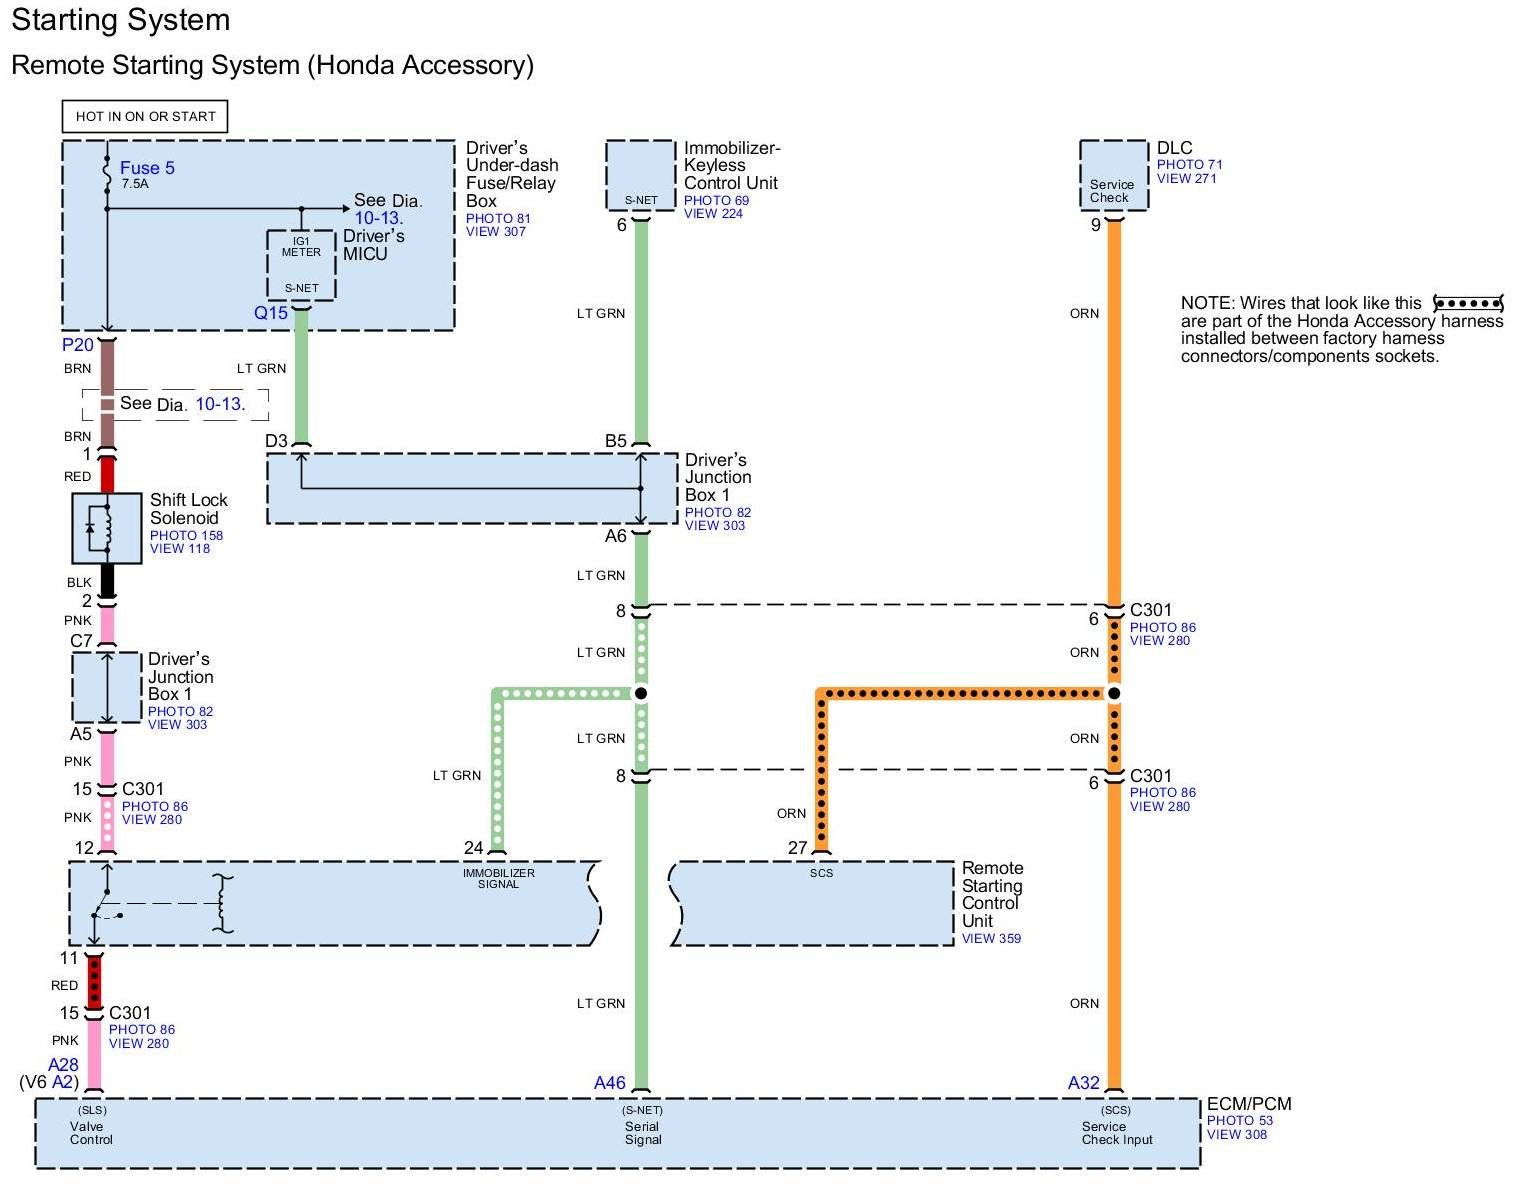 Starting System
Remote Starting System (Honda Accessory)
HOT IN ON OR START
Fuse 5
7.5A
See Dia.
10-13.
IG1
METER
S-NET
Driver's
MICU
Q15
Driver's
Under-dash
Fuse/Relay
Box
PHOTO 81
VIEW 307
S-NET
6
Immobilizer-
Keyless
Control Unit
PHOTO 69
VIEW 224
Service
Check
9
DLC
PHOTO 71
VIEW 271
P20
BRN
See Dia. 10-13.
BRN
1
RED
LT GRN
D3
LT GRN
B5
ORN
NOTE: Wires that look like this
are part of the Honda Accessory harness
installed between factory harness
connectors/components sockets.
Driver's
Junction
Box 1
PHOTO 82
VIEW 303
A6
LT GRN
8
Shift Lock
Solenoid
PHOTO 158
VIEW 118
BLK
2
PNK
C7
Driver's
Junction
Box 1
PHOTO 82
VIEW 303
A5
PNK
15
C301
PHOTO 86
VIEW 280
PNK
12
6
C301
PHOTO 86
VIEW 280
LT GRN
ORN
LT GRN
ORN
LT GRN
8
6
C301
PHOTO 86
VIEW 280
ORN
24
27
IMMOBILIZER
SIGNAL
SCS
Remote
Starting
Control
Unit
VIEW 359
11
RED
15
C301
PHOTO 86
VIEW 280
PNK
LT GRN
ORN
A28
(V6 A2)
A46
A32
(SLS)
Valve
Control
(S-NET)
Serial
Signal
(SCS)
Service
Check Input
ECM/PCM
PHOTO 53
VIEW 308